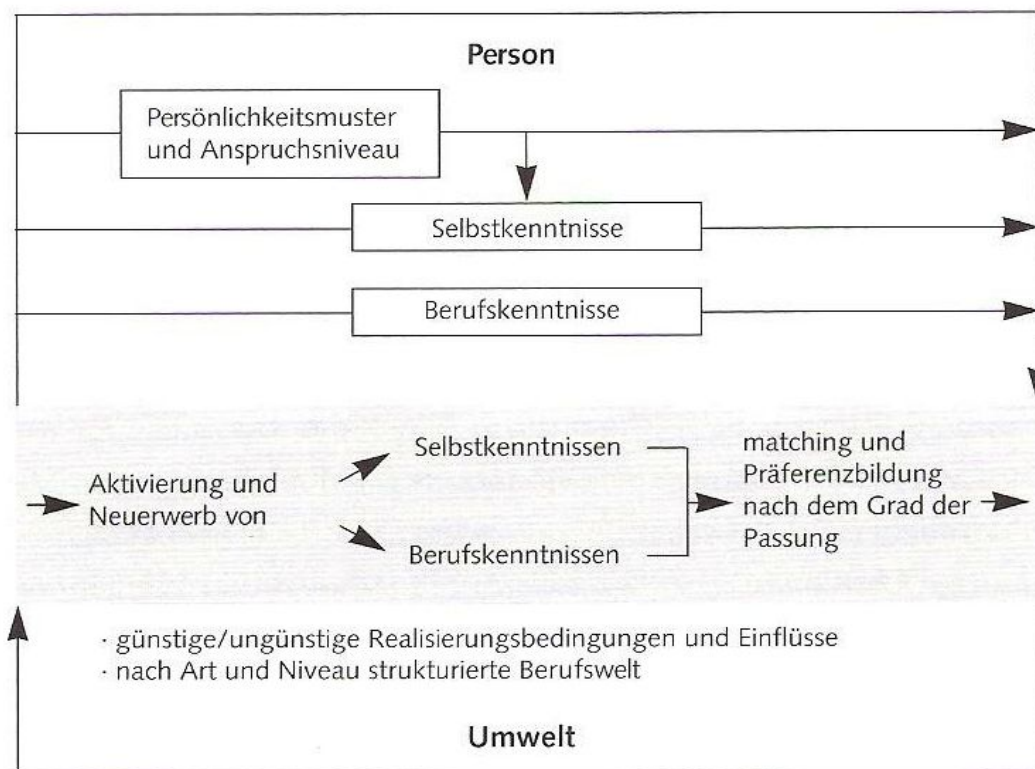 Person
Persönlichkeitsmuster
und Anspruchsniveau
Selbstkenntnisse
Berufskenntnisse
Aktivierung und
Neuerwerb von
Selbstkenntnissen
Berufskenntnissen
matching und
Präferenzbildung
nach dem Grad der
Passung
· günstige/ungünstige Realisierungsbedingungen und Einflüsse
· nach Art und Niveau strukturierte Berufswelt
Umwelt